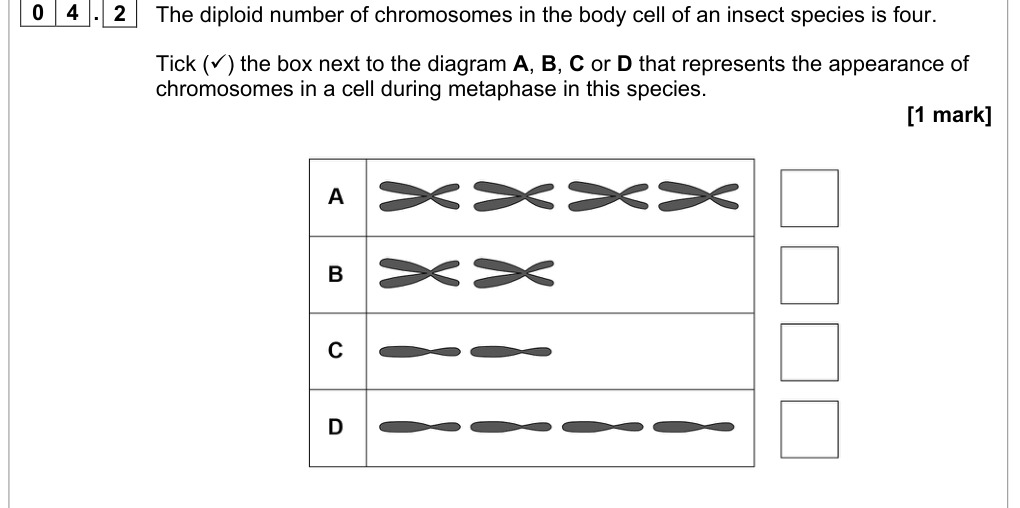 0 4 . 2 The diploid number of chromosomes in the body cell of an insect species is four.
Tick (✓) the box next to the diagram A, B, C or D that represents the appearance of
chromosomes in a cell during metaphase in this species.
[1 mark]
A
B
C
D